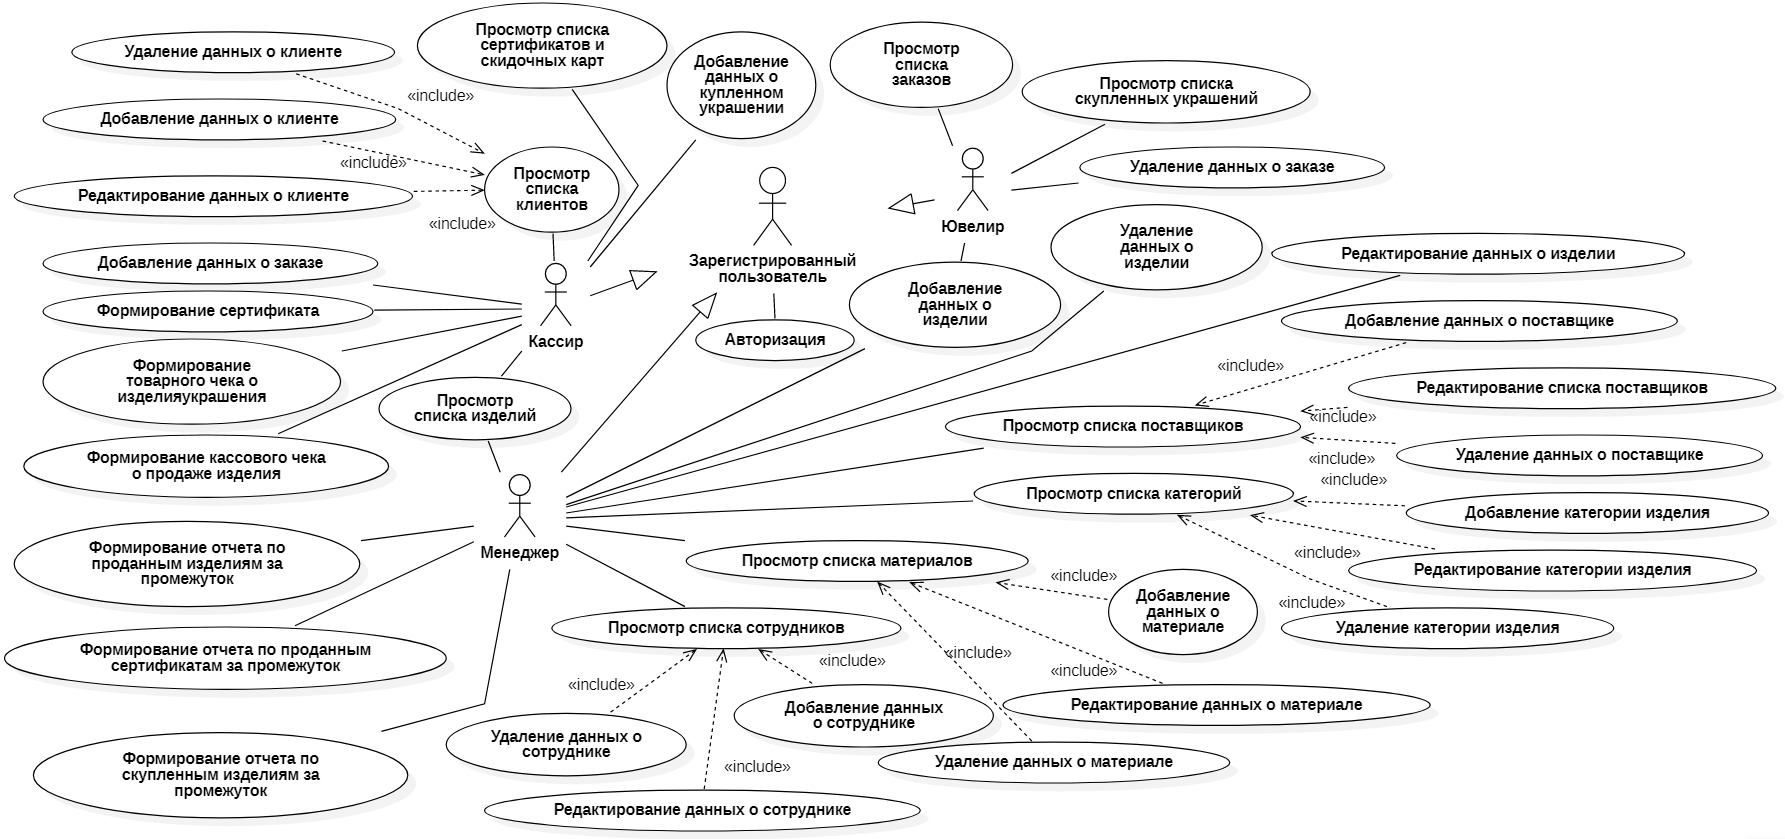 Удаление данных о клиенте
«include»
Добавление данных о клиенте
«include»
Редактирование данных о клиенте
«include»
Просмотр списка
сертификатов и
скидочных карт
Добавление
данных о
купленном
украшении
Просмотр
списка
клиентов
Просмотр
списка
заказов
Просмотр списка
скупленных украшений
Удаление данных о заказе
Ювелир
Зарегистрированный
пользователь
Авторизация
Добавление
данных о
изделии
Удаление
данных о
изделии
Редактирование данных о изделии
Добавление данных о заказе
Формирование сертификата
Формирование
товарного чека о
изделияукрашения
Кассир
Просмотр
списка изделий
Формирование кассового чека
о продаже изделия
Добавление данных о поставщике
«include»
Редактирование списка поставщиков
«include»
Просмотр списка поставщиков
Удаление данных о поставщике
«include»
«include»
Просмотр списка категорий
Добавление категории изделия
«include»
Редактирование категории изделия
«include»
Удаление категории изделия
Менеджер
Формирование отчета по
проданным изделиям за
промежуток
Формирование отчета по проданным
сертификатам за промежуток
Формирование отчета по
скупленным изделиям за
промежуток
Просмотр списка материалов
«include»
Добавление
данных о
материале
«include»
«include»
Редактирование данных о материале
Удаление данных о материале
Просмотр списка сотрудников
«include»
«include»
Удаление данных о
сотруднике
Добавление данных
о сотруднике
«include»
Редактирование данных о сотруднике